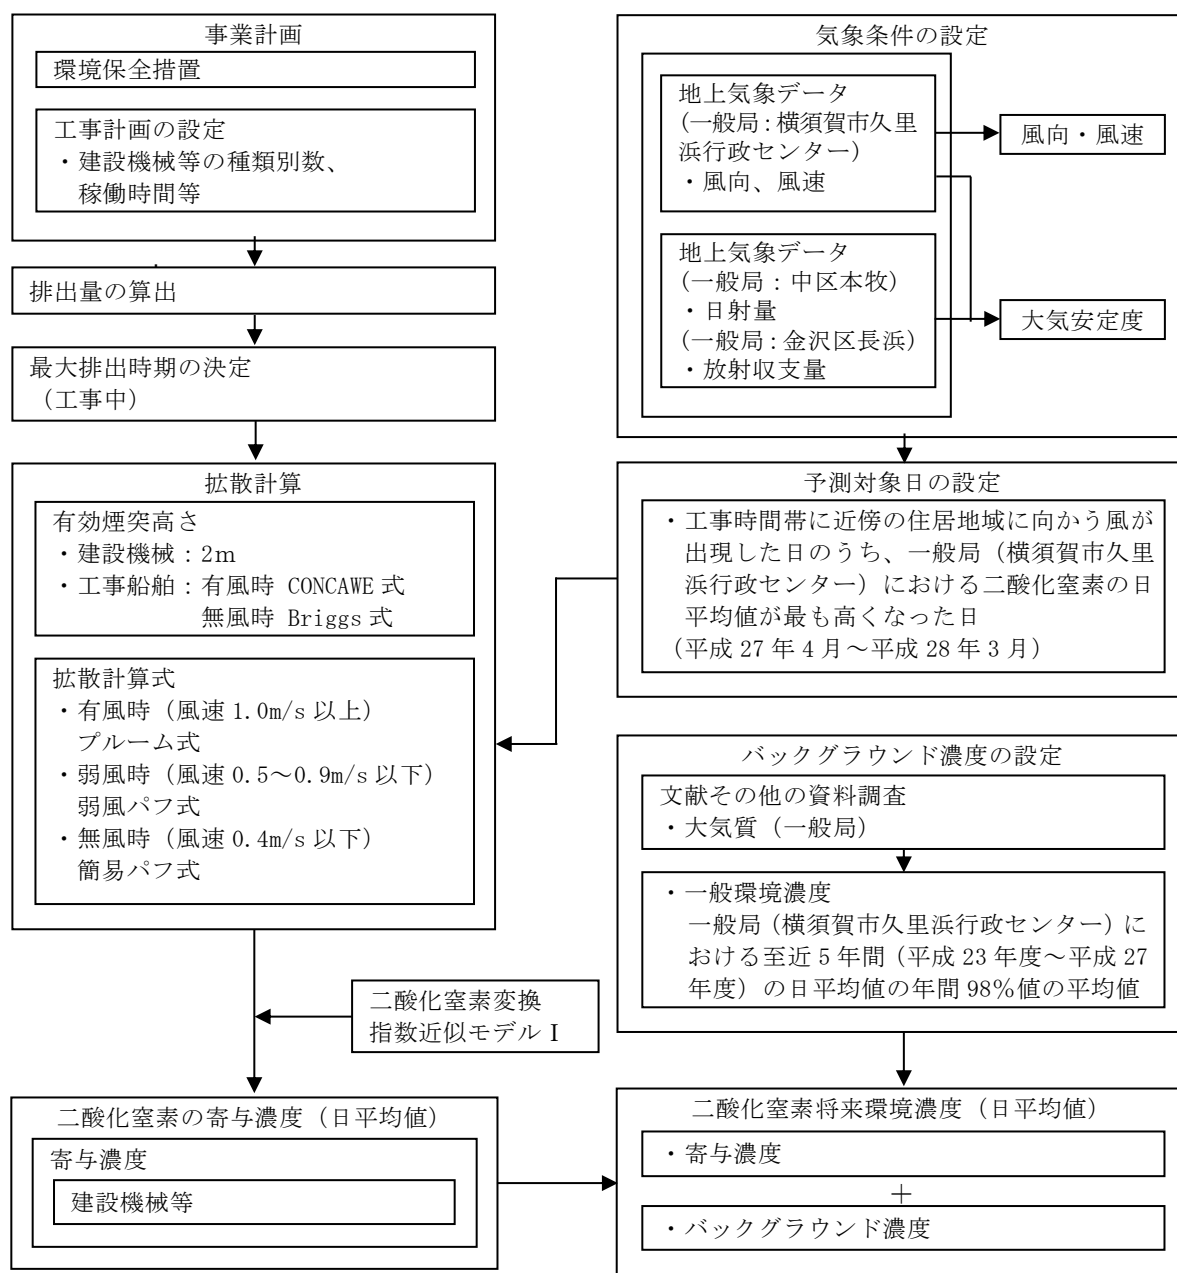 事業計画
環境保全措置
工事計画の設定
・建設機械等の種類別数、
稼働時間等
排出量の算出
最大排出時期の決定
（工事中）
拡散計算
有効煙突高さ
・建設機械：2m
・工事船舶：有風時 CONCAWE 式
無風時 Briggs 式
拡散計算式
・有風時（風速 1.0m/s 以上）
プルーム式
・弱風時（風速 0.5～0.9m/s 以下）
弱風パフ式
・無風時（風速 0.4m/s 以下）
簡易パフ式
二酸化窒素変換
指数近似モデルⅠ
二酸化窒素の寄与濃度（日平均値）
寄与濃度
建設機械等
気象条件の設定
地上気象データ
(一般局：横須賀市久里
浜行政センター）
・風向、風速
風向・風速
地上気象データ
(一般局：中区本牧）
・日射量
(一般局：金沢区長浜）
・放射収支量
大気安定度
予測対象日の設定
・工事時間帯に近傍の住居地域に向かう風が
出現した日のうち、一般局（横須賀市久里
浜行政センター）における二酸化窒素の日
平均値が最も高くなった日
（平成 27 年 4 月～平成 28 年 3 月）
バックグラウンド濃度の設定
文献その他の資料調査
・大気質（一般局）
・一般環境濃度
一般局（横須賀市久里浜行政センター）に
おける至近 5 年間（平成 23 年度～平成 27
年度）の日平均値の年間 98％値の平均値
二酸化窒素将来環境濃度（日平均値）
・寄与濃度
＋
・バックグラウンド濃度